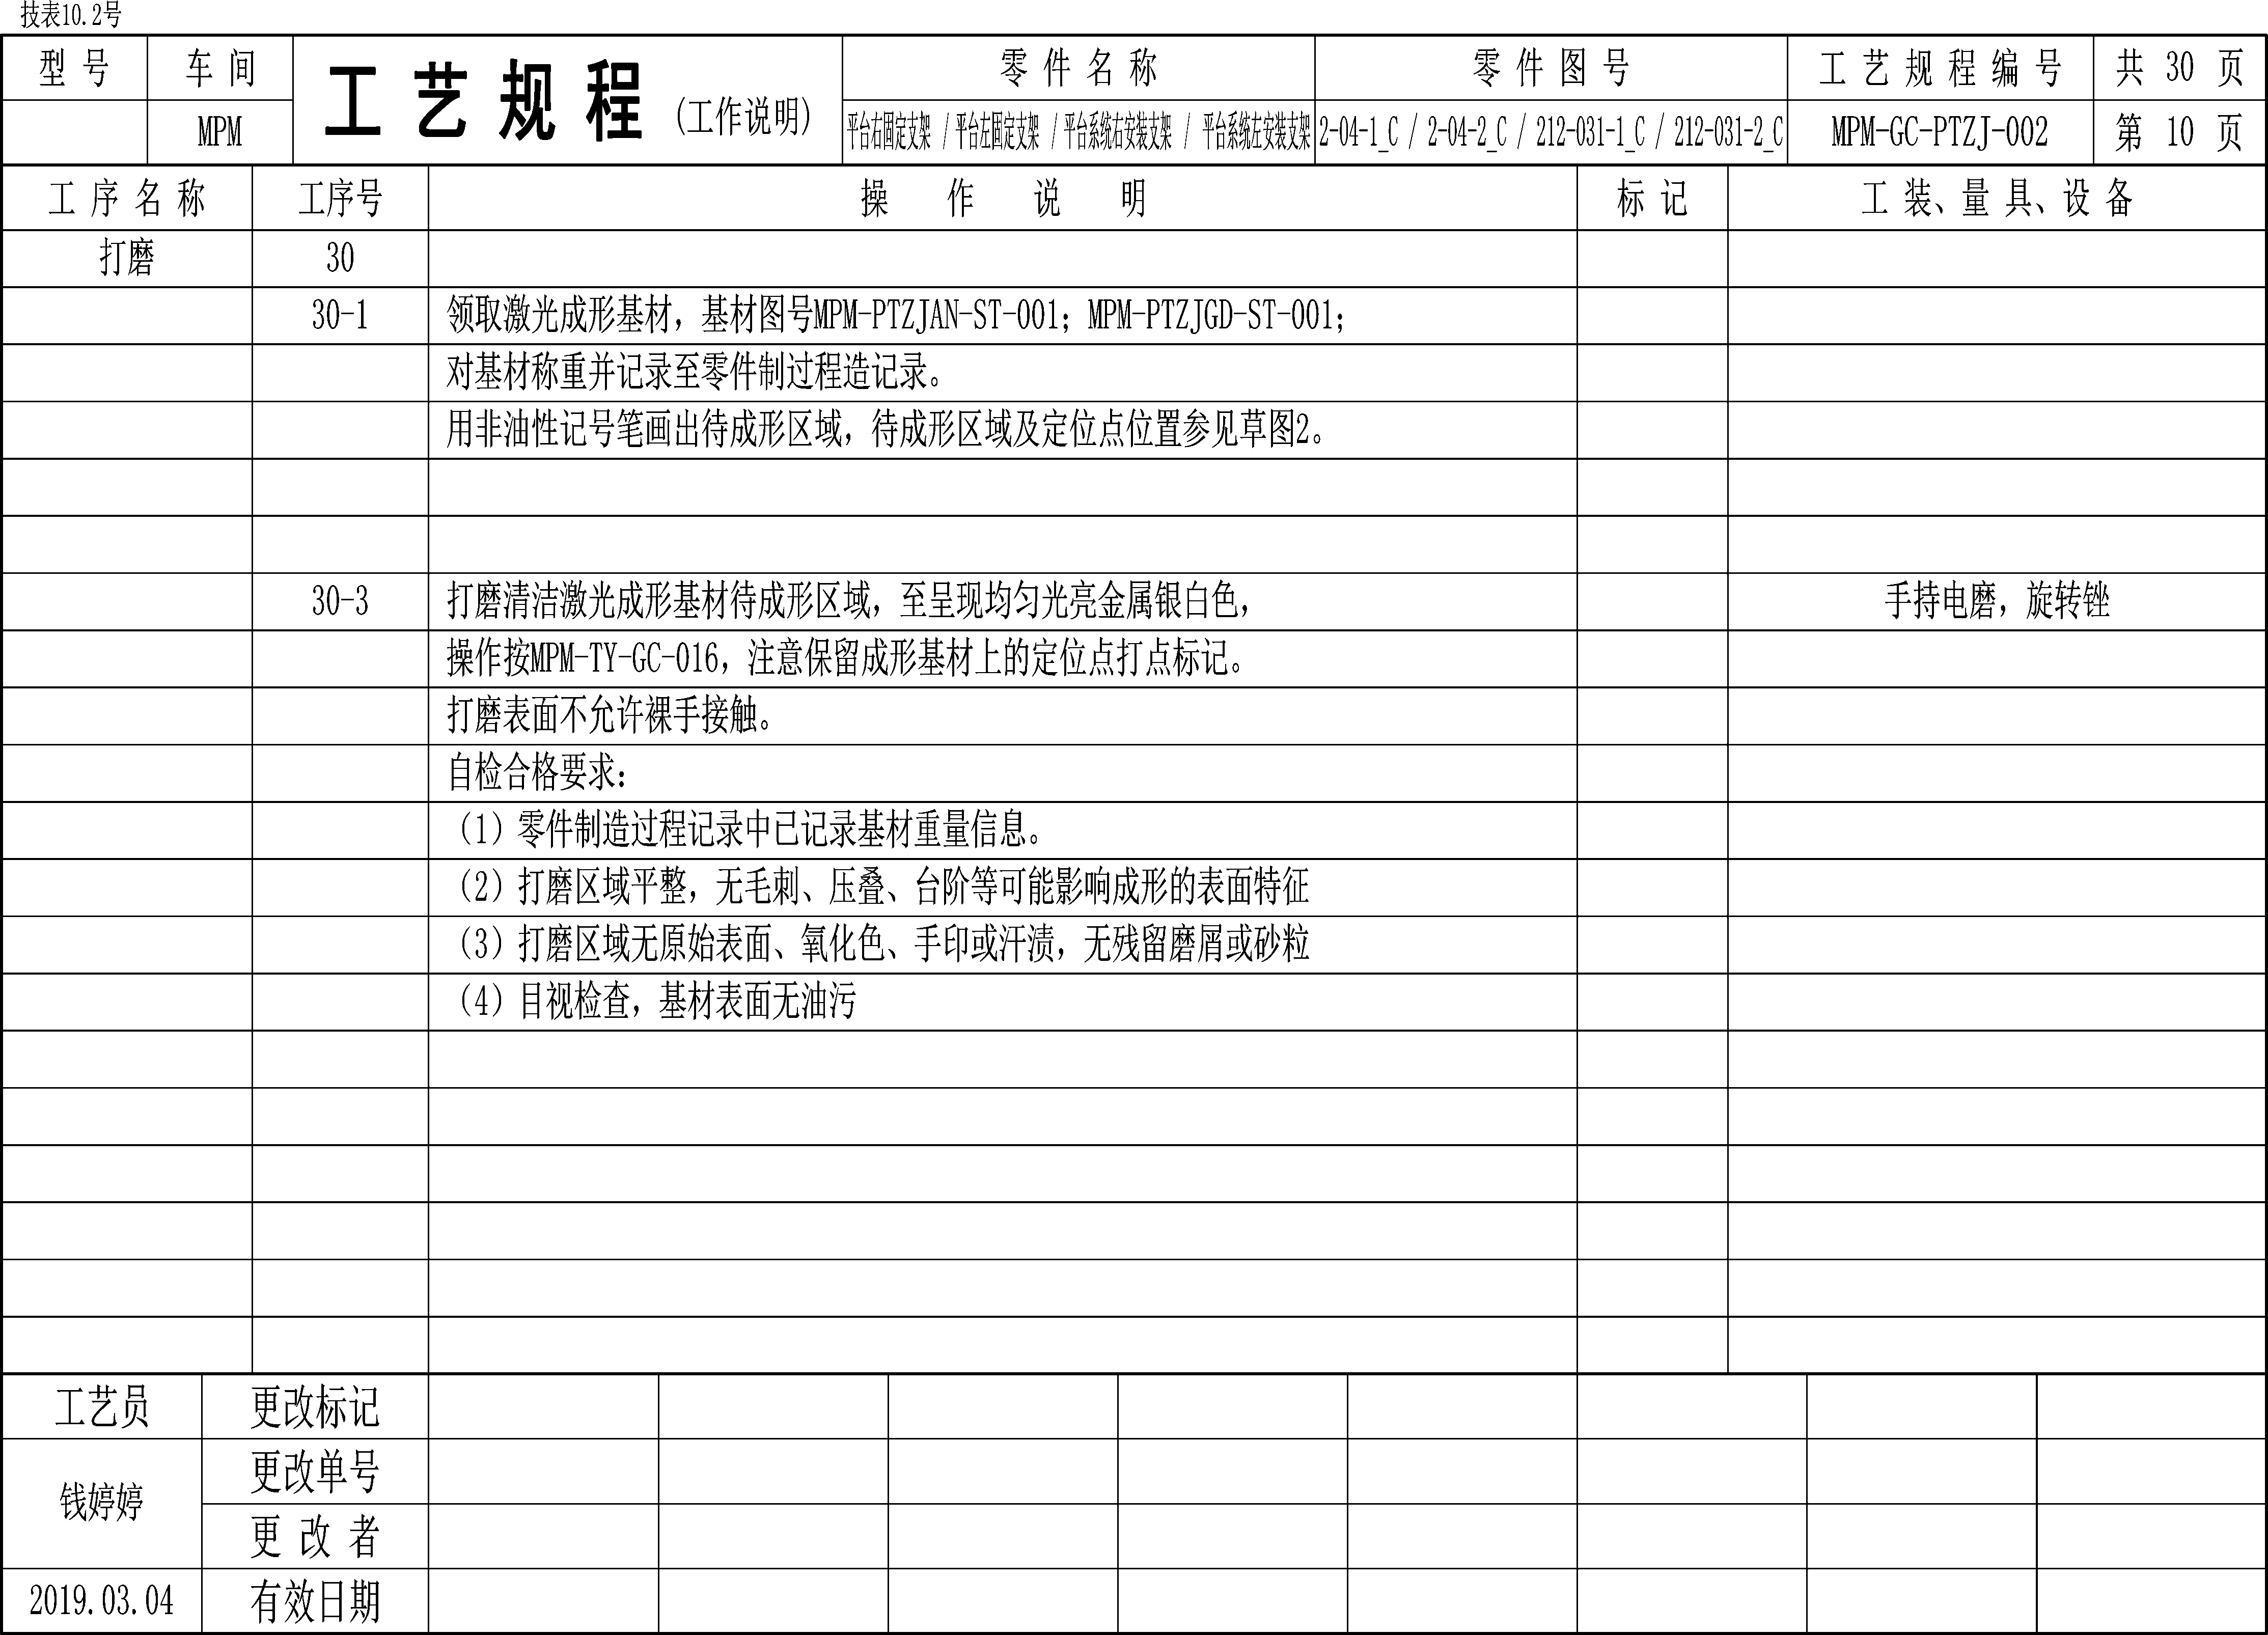 技表10.2号
型 号 车 间 工 艺 规 程 (工作说明) 零 件 名 称 零 件 图 号 工 艺 规 程 编 号 共 30 页
MPM 平台右固定支架 / 平台左固定支架 / 平台系统右安装支架 / 平台系统左安装支架 2-04-1_C / 2-04-2_C / 212-031-1_C / 212-031-2_C MPM-GC-PTZJ-002 第 10 页
工 序 名 称 工序号 操 作 说 明 标 记 工 装、量 具、设 备
打磨 30
30-1 领取激光成形基材，基材图号MPM-PTZJAN-ST-001；MPM-PTZJGD-ST-001；
对基材称重并记录至零件制过程造记录。
用非油性记号笔画出待成形区域，待成形区域及定位点位置参见草图2。
30-3 打磨清洁激光成形基材待成形区域，至呈现均匀光亮金属银白色， 手持电磨，旋转锉
操作按MPM-TY-GC-016，注意保留成形基材上的定位点打点标记。
打磨表面不允许裸手接触。
自检合格要求：
（1）零件制造过程记录中已记录基材重量信息。
（2）打磨区域平整，无毛刺、压叠、台阶等可能影响成形的表面特征
（3）打磨区域无原始表面、氧化色、手印或汗渍，无残留磨屑或砂粒
（4）目视检查，基材表面无油污
工艺员 更改标记
钱婷婷 更改单号
更 改 者
2019.03.04 有效日期